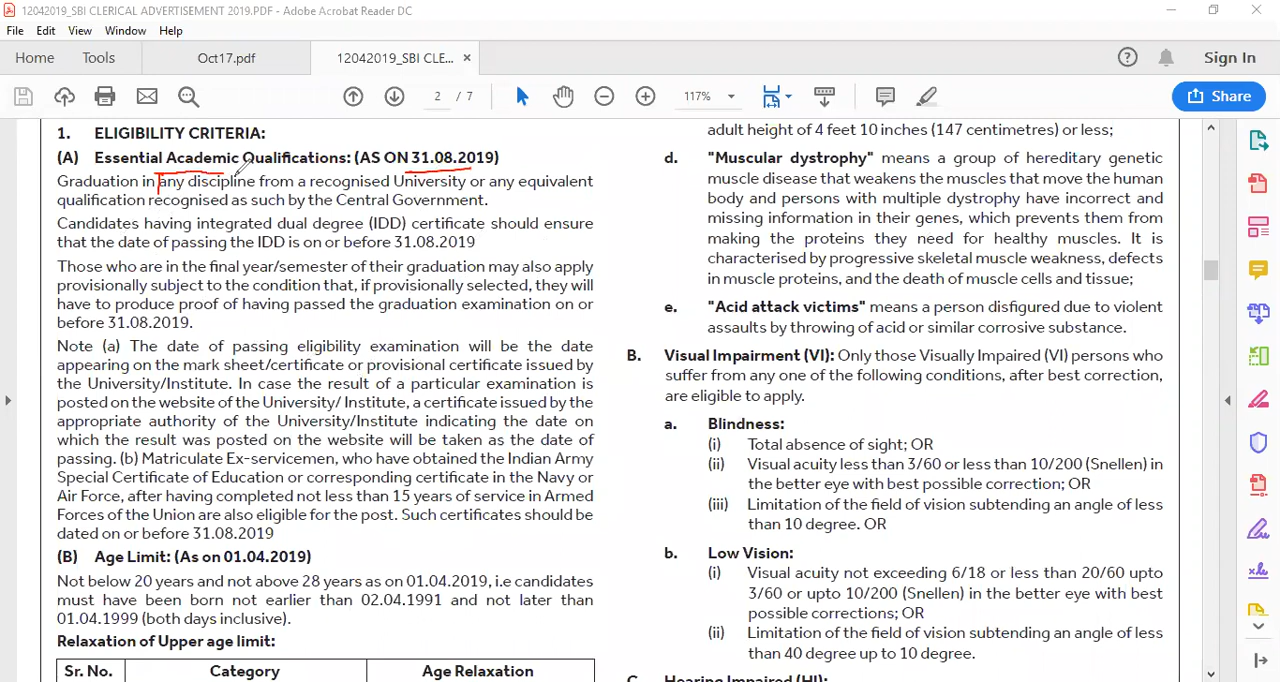 12042019_SBI CLERICAL ADVERTISEMENT 2019.PDF - Adobe Acrobat Reader DC
File Edit View Window Help
Home Tools Oct17.pdf 12042019_SBI CLE... × Sign In
2 / 7 117% Share
1. ELIGIBILITY CRITERIA:
(A) Essential Academic Qualifications: (AS ON 31.08.2019)
Graduation in any discipline from a recognised University or any equivalent
qualification recognised as such by the Central Government.
Candidates having integrated dual degree (IDD) certificate should ensure
that the date of passing the IDD is on or before 31.08.2019
Those who are in the final year/semester of their graduation may also apply
provisionally subject to the condition that, if provisionally selected, they will
have to produce proof of having passed the graduation examination on or
before 31.08.2019.
Note (a) The date of passing eligibility examination will be the date
appearing on the mark sheet/certificate or provisional certificate issued by
the University/Institute. In case the result of a particular examination is
posted on the website of the University/ Institute, a certificate issued by the
appropriate authority of the University/Institute indicating the date on
which the result was posted on the website will be taken as the date of
passing. (b) Matriculate Ex-servicemen, who have obtained the Indian Army
Special Certificate of Education or corresponding certificate in the Navy or
Air Force, after having completed not less than 15 years of service in Armed
Forces of the Union are also eligible for the post. Such certificates should be
dated on or before 31.08.2019
(B) Age Limit: (As on 01.04.2019)
Not below 20 years and not above 28 years as on 01.04.2019, i.e candidates
must have been born not earlier than 02.04.1991 and not later than
01.04.1999 (both days inclusive).
Relaxation of Upper age limit:
Sr. No. Category Age Relaxation
adult height of 4 feet 10 inches (147 centimetres) or less;
d. "Muscular dystrophy" means a group of hereditary genetic
muscle disease that weakens the muscles that move the human
body and persons with multiple dystrophy have incorrect and
missing information in their genes, which prevents them from
making the proteins they need for healthy muscles. It is
characterised by progressive skeletal muscle weakness, defects
in muscle proteins, and the death of muscle cells and tissue;
e. "Acid attack victims" means a person disfigured due to violent
assaults by throwing of acid or similar corrosive substance.
B. Visual Impairment (VI): Only those Visually Impaired (VI) persons who
suffer from any one of the following conditions, after best correction,
are eligible to apply.
a. Blindness:
(i) Total absence of sight; OR
(ii) Visual acuity less than 3/60 or less than 10/200 (Snellen) in
the better eye with best possible correction; OR
(iii) Limitation of the field of vision subtending an angle of less
than 10 degree. OR
b. Low Vision:
(i) Visual acuity not exceeding 6/18 or less than 20/60 upto
3/60 or upto 10/200 (Snellen) in the better eye with best
possible corrections; OR
(ii) Limitation of the field of vision subtending an angle of less
than 40 degree up to 10 degree.
C. Hearing Impaired (HI):